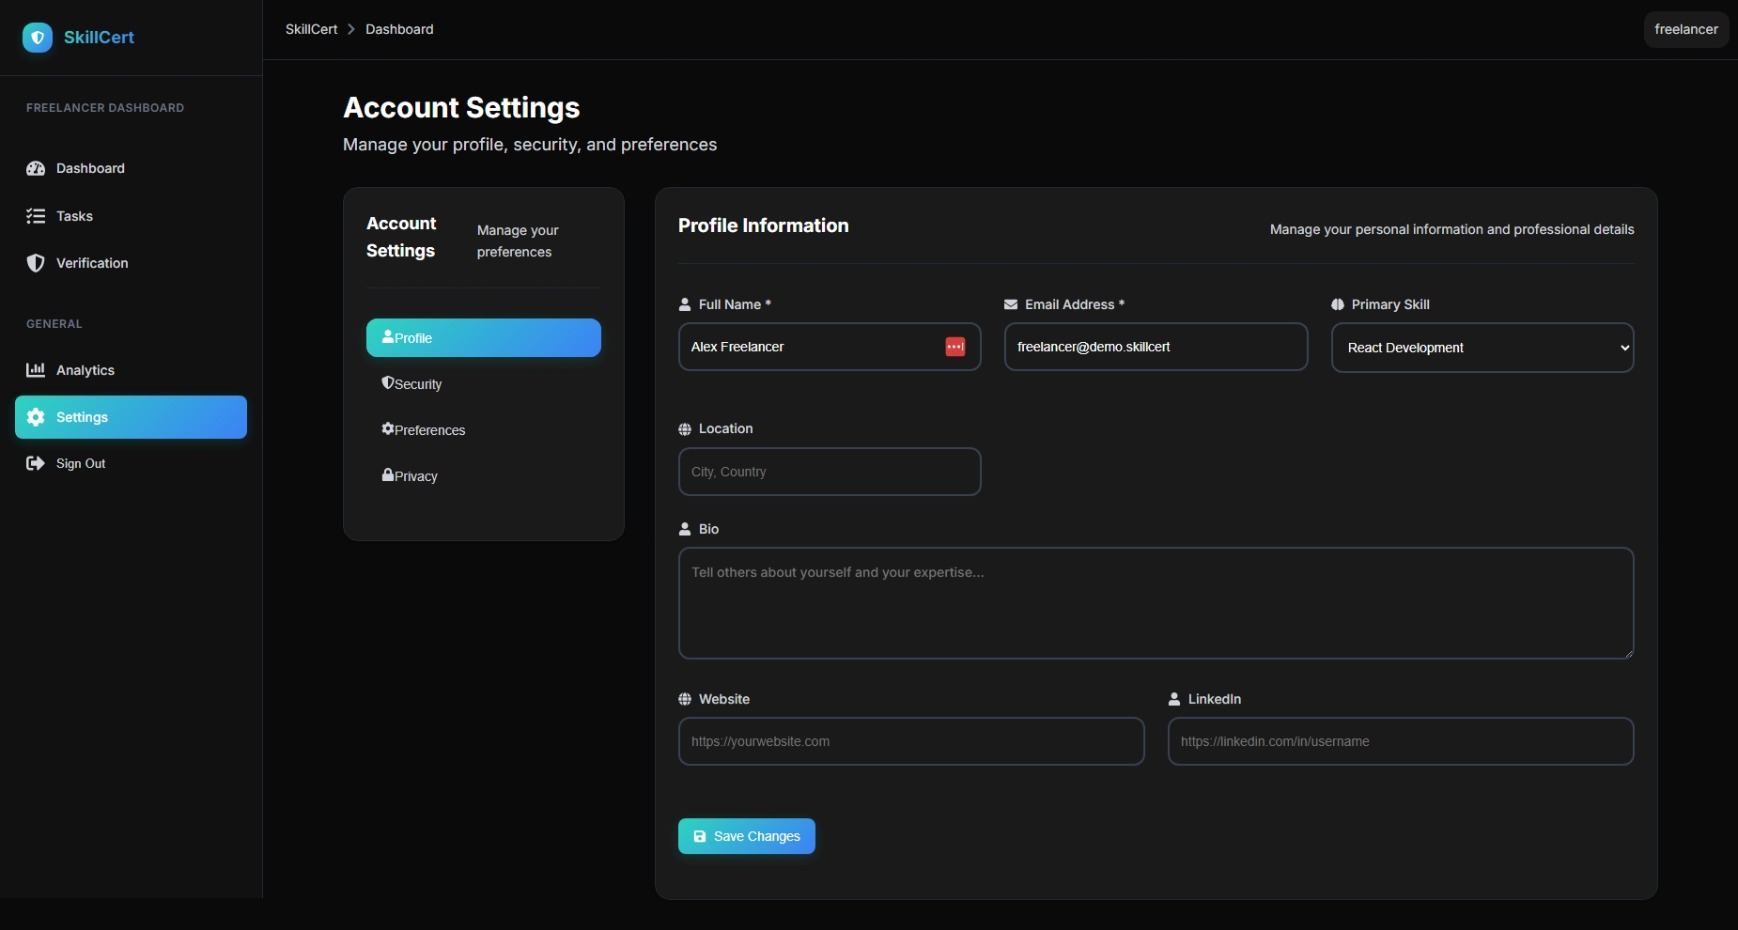 SkillCert
FREELANCER DASHBOARD
Dashboard
Tasks
Verification
GENERAL
Analytics
Settings
Sign Out
SkillCert > Dashboard
freelancer
Account Settings
Manage your profile, security, and preferences
Account
Settings
Manage your
preferences
Profile
Security
Preferences
Privacy
Profile Information
Manage your personal information and professional details
Full Name *
Alex Freelancer
Email Address *
freelancer@demo.skillcert
Primary Skill
React Development
Location
City, Country
Bio
Tell others about yourself and your expertise...
Website
https://yourwebsite.com
LinkedIn
https://linkedin.com/in/username
Save Changes